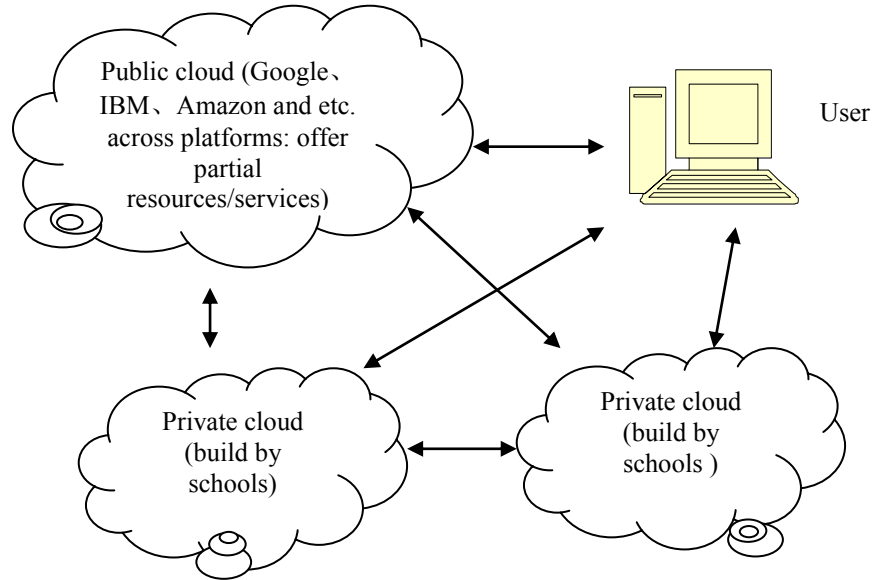 Public cloud (Google、
IBM、Amazon and etc.
across platforms: offer
partial
resources/services)
User
Private cloud
(build by
schools)
Private cloud
(build by
schools )